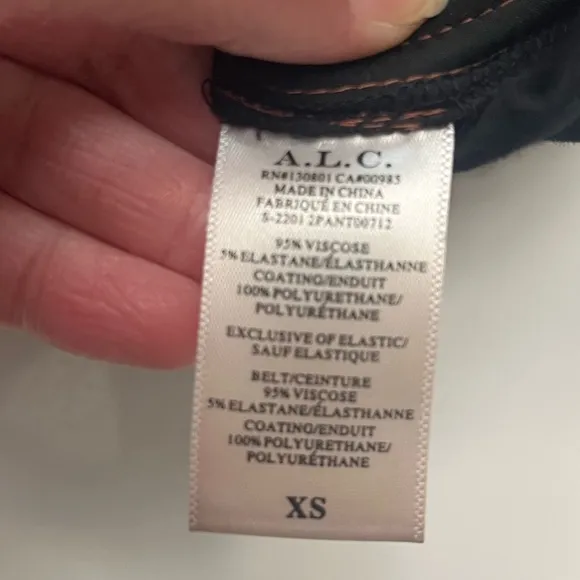 A.L.C.
RN#130801 CA#00985
MADE IN CHINA
FABRIQUÉ EN CHINE
S-2201 2PANT00712
95% VISCOSE
5% ELASTANE/ÉLASTHANNE
COATING/ENDUIT
100% POLYURETHANE/
POLYURÉTHANE
EXCLUSIVE OF ELASTIC/
SAUF ELASTIQUE
BELT/CEINTURE
95% VISCOSE
5% ELASTANE/ÉLASTHANNE
COATING/ENDUIT
100% POLYURETHANE/
POLYURÉTHANE
XS